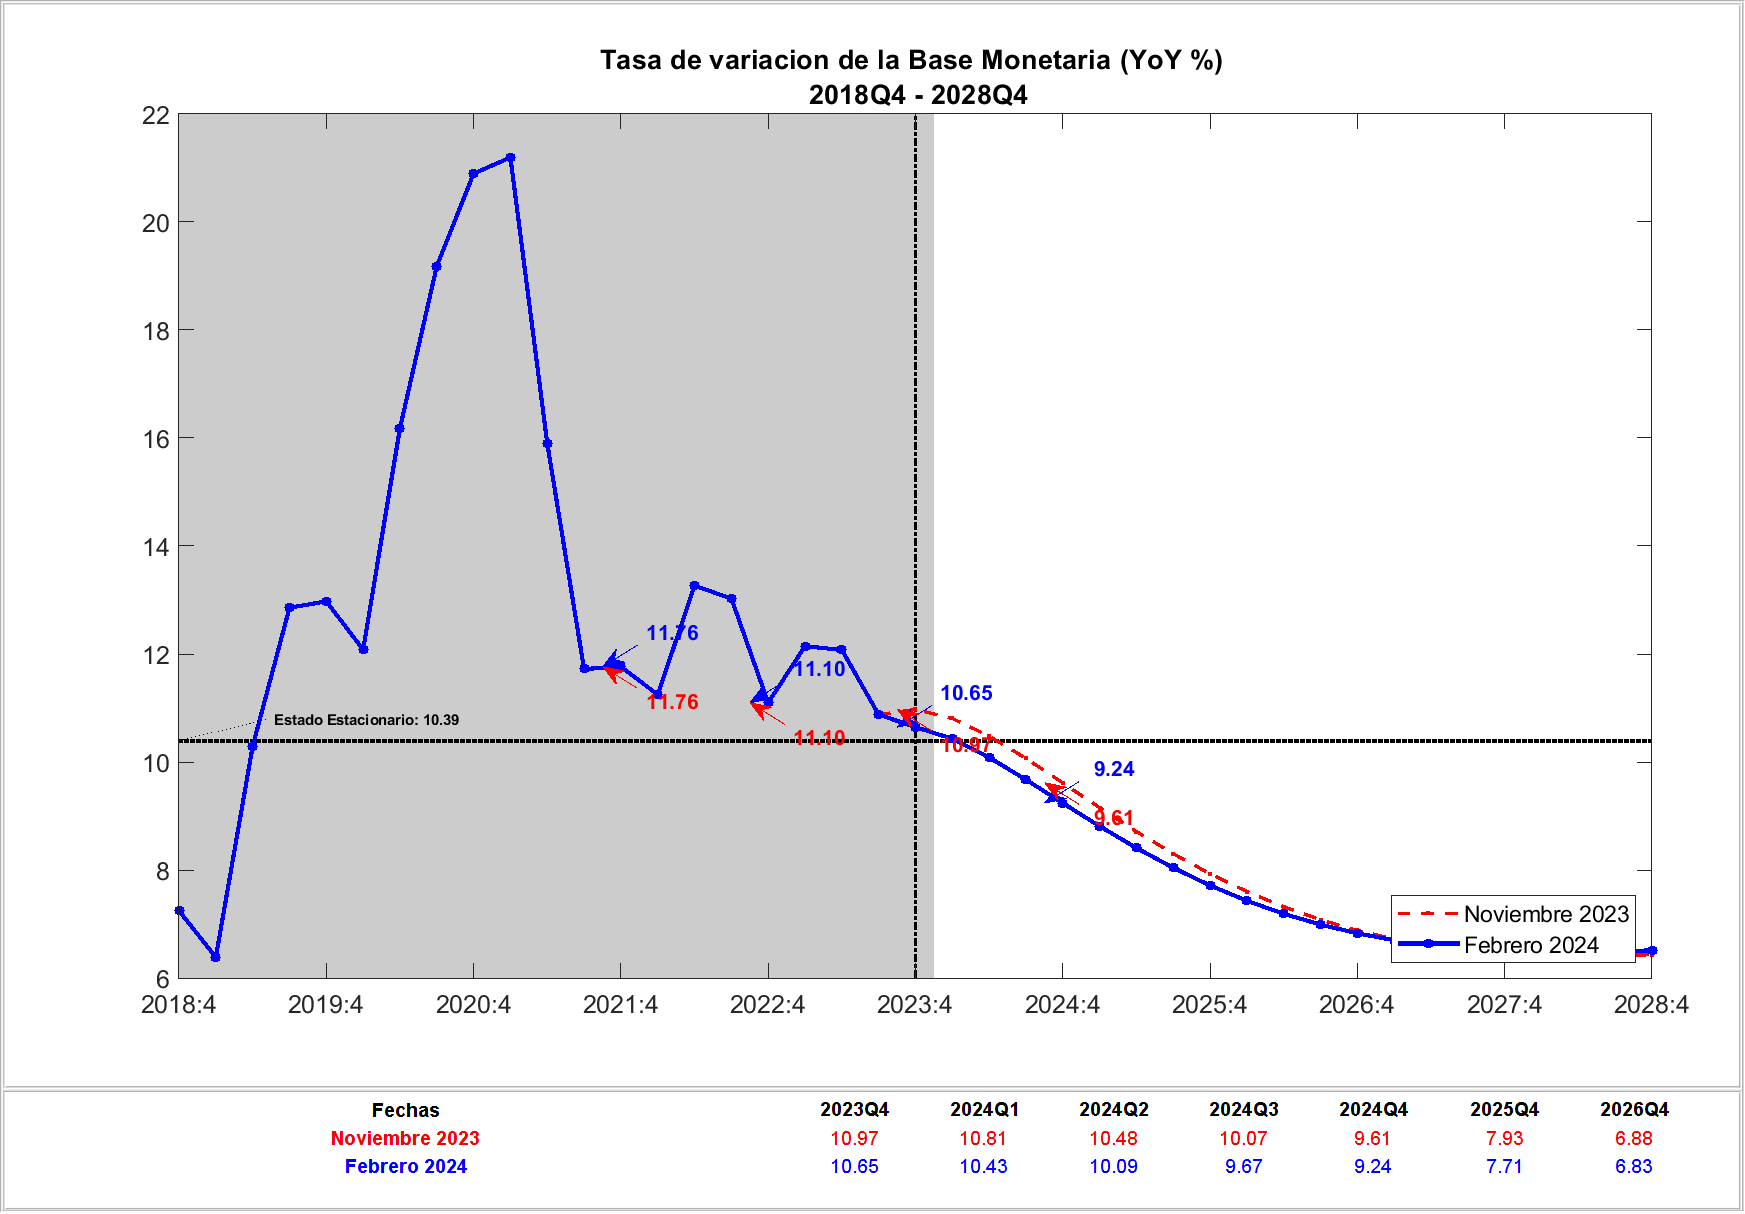 Tasa de variacion de la Base Monetaria (YoY %)
2018Q4 - 2028Q4
22
20
18
16
14
12
10
8
6
11.76
11.76
11.10
11.10
10.65
10.97
9.24
9.61
Estado Estacionario: 10.39
Noviembre 2023
Febrero 2024
2018:4 2019:4 2020:4 2021:4 2022:4 2023:4 2024:4 2025:4 2026:4 2027:4 2028:4
Fechas 2023Q4 2024Q1 2024Q2 2024Q3 2024Q4 2025Q4 2026Q4
Noviembre 2023 10.97 10.81 10.48 10.07 9.61 7.93 6.88
Febrero 2024 10.65 10.43 10.09 9.67 9.24 7.71 6.83